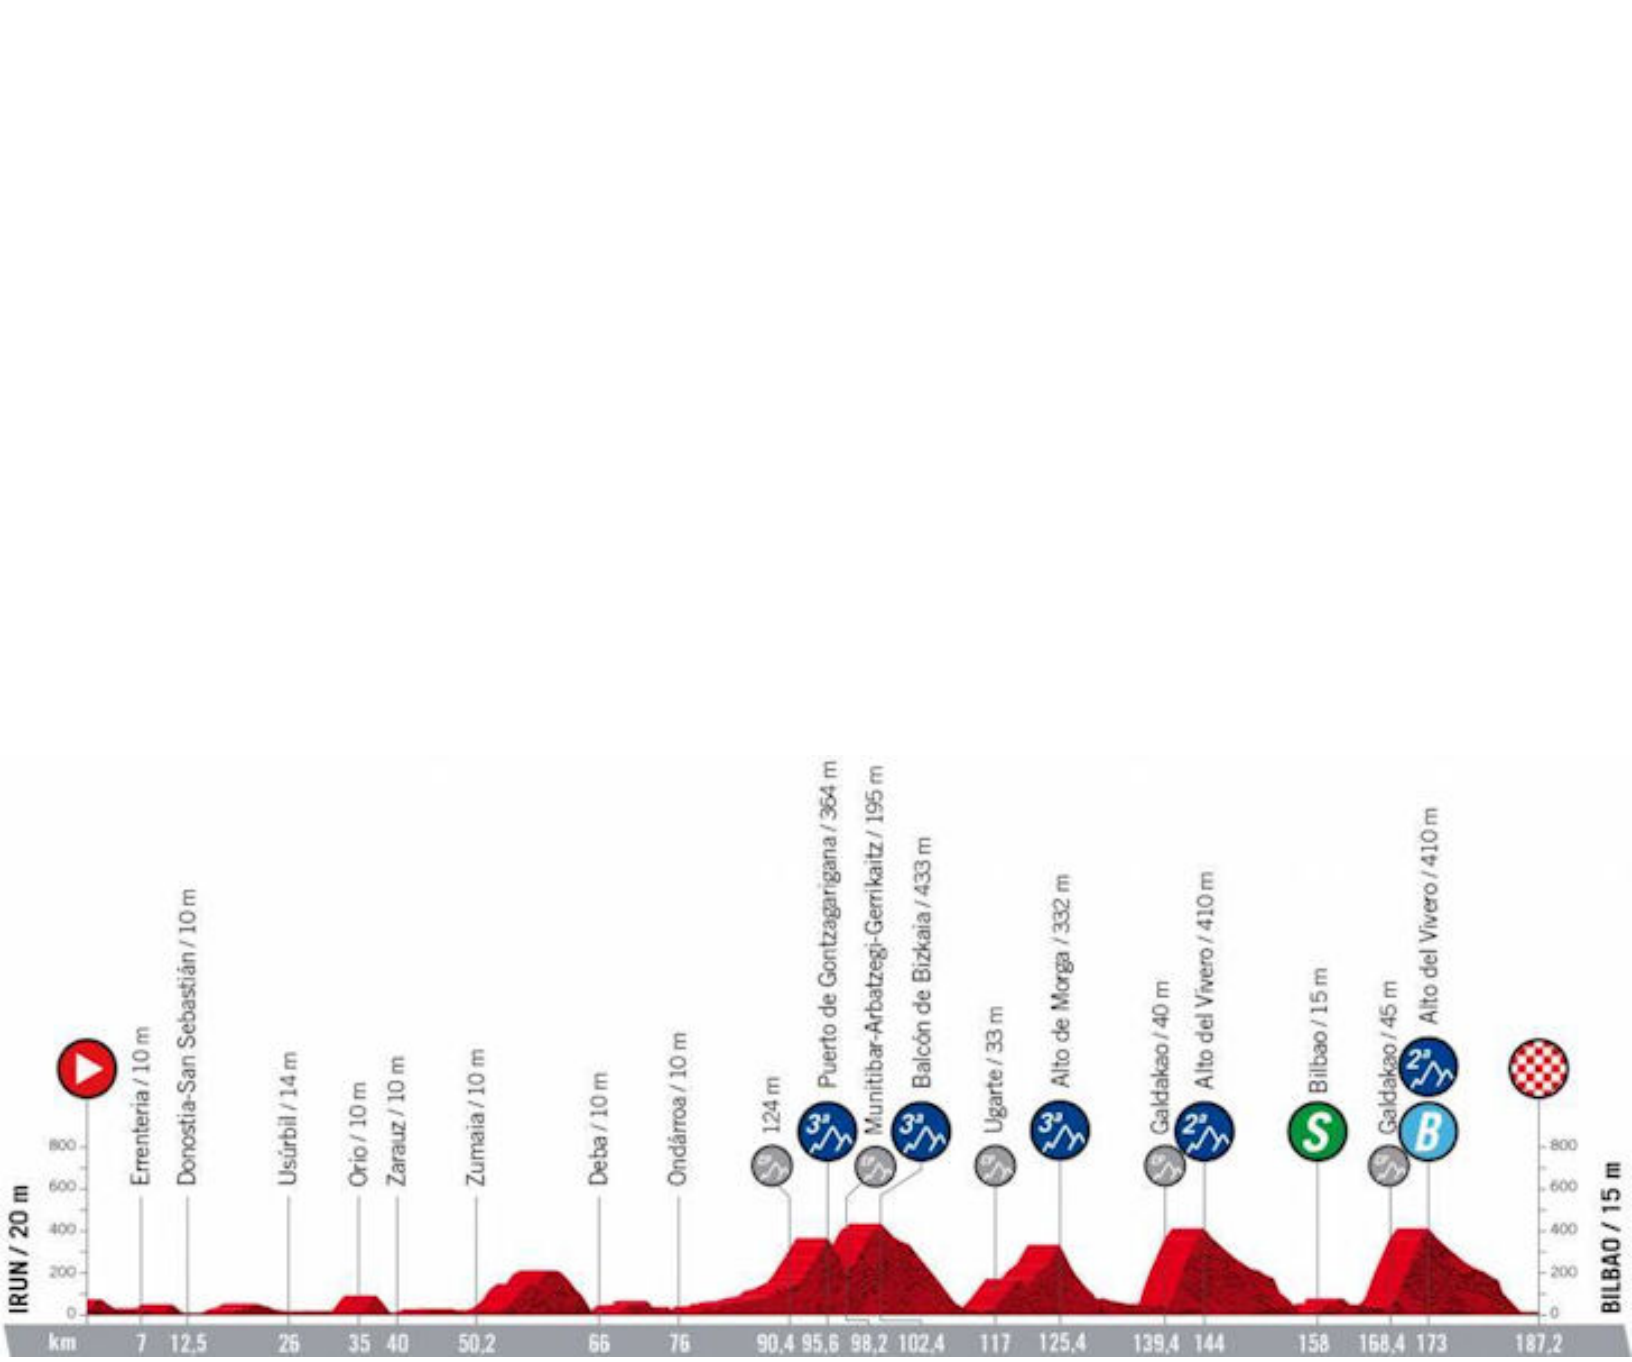 IRUN / 20 m
Errenteria / 10 m
Donostia-San Sebastián / 10 m
Usúrbil / 14 m
Orio / 10 m
Zarauz / 10 m
Zumaia / 10 m
Deba / 10 m
Ondárroa / 10 m
124 m
Puerto de Gontzagarigana / 364 m
Munitibar-Arbatzegi-Gerrikaitz / 195 m
Balcón de Bizkaia / 433 m
Ugarte / 33 m
Alto de Morga / 332 m
Galdakao / 40 m
Alto del Vivero / 410 m
Bilbao / 15 m
Galdakao / 45 m
Alto del Vivero / 410 m
BILBAO / 15 m
2ª
3ª 3ª 3ª 2ª S B
800 800
600 600
400 400
200 200
0 0
km 7 12,5 26 35 40 50,2 66 76 90,4 95,6 98,2 102,4 117 125,4 139,4 144 158 168,4 173 187,2